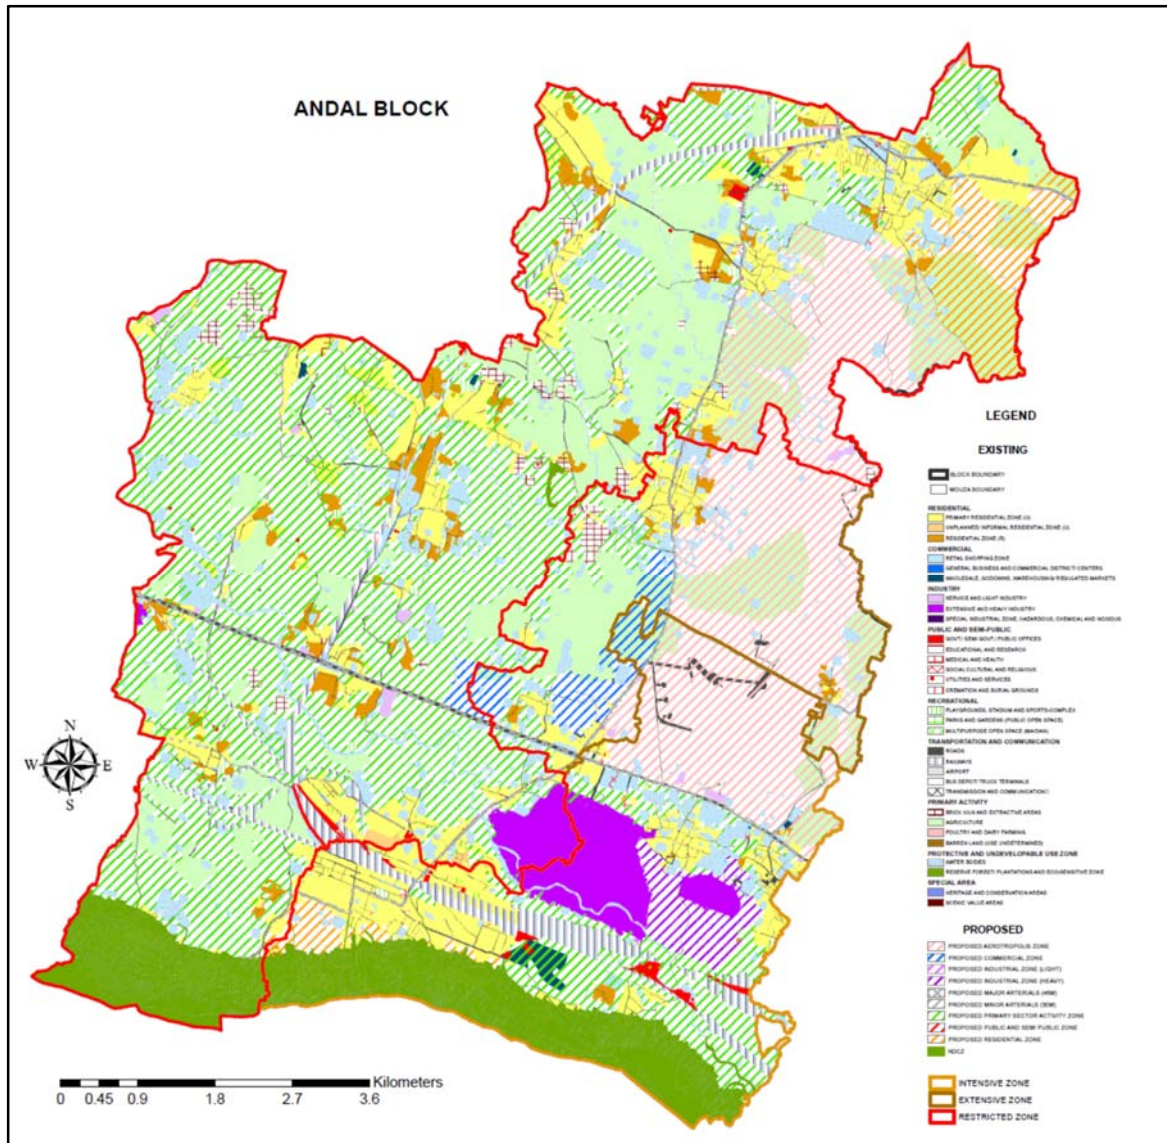 ANDAL BLOCK
LEGEND
EXISTING
BLOCK BOUNDARY
MOUZA BOUNDARY
RESIDENTIAL
PRIMARY RESIDENTIAL ZONE (U)
UNPLANNED/ INFORMAL RESIDENTIAL ZONE (U)
RESIDENTIAL ZONE (R)
COMMERCIAL
RETAIL SHOPPING ZONE
GENERAL BUSINESS AND COMMERCIAL DISTRICT/ CENTERS
WHOLESALE, GODOWNS, WAREHOUSING/ REGULATED MARKETS
INDUSTRY
SERVICE AND LIGHT INDUSTRY
EXTENSIVE AND HEAVY INDUSTRY
SPECIAL INDUSTRIAL ZONE, HAZARDOUS, CHEMICAL AND NOXIOUS
PUBLIC AND SEMI-PUBLIC
GOVT/ SEMI GOVT/ PUBLIC OFFICES
EDUCATIONAL AND RESEARCH
MEDICAL AND HEALTH
SOCIAL CULTURAL AND RELIGIOUS
UTILITIES AND SERVICES
CREMATION AND BURIAL GROUNDS
RECREATIONAL
PLAYGROUNDS, STADIUM AND SPORTS-COMPLEX
PARKS AND GARDENS (PUBLIC OPEN SPACE)
MULTIPURPOSE OPEN SPACE (MAIDAN)
TRANSPORTATION AND COMMUNICATION
ROADS
RAILWAYS
AIRPORT
BUS DEPOT/ TRUCK TERMINALS
TRANSMISSION AND COMMUNICATION
PRIMARY ACTIVITY
BRICK KILN AND EXTRACTIVE AREAS
AGRICULTURE
POULTRY AND DAIRY FARMING
BARREN LAND (USE UNDETERMINED)
PROTECTIVE AND UNDEVELOPABLE USE ZONE
WATER BODIES
RESERVE FOREST/ PLANTATIONS AND ECO-SENSITIVE ZONE
SPECIAL AREA
HERITAGE AND CONSERVATION AREAS
SCENIC VALUE AREAS
PROPOSED
PROPOSED AEROTROPOLIS ZONE
PROPOSED COMMERCIAL ZONE
PROPOSED INDUSTRIAL ZONE (LIGHT)
PROPOSED INDUSTRIAL ZONE (HEAVY)
PROPOSED MAJOR ARTERIALS (45M)
PROPOSED MINOR ARTERIALS (30M)
PROPOSED PRIMARY SECTOR ACTIVITY ZONE
PROPOSED PUBLIC AND SEMI PUBLIC ZONE
PROPOSED RESIDENTIAL ZONE
NDCZ
INTENSIVE ZONE
EXTENSIVE ZONE
RESTRICTED ZONE
N
W E
S
Kilometers
0 0.45 0.9 1.8 2.7 3.6